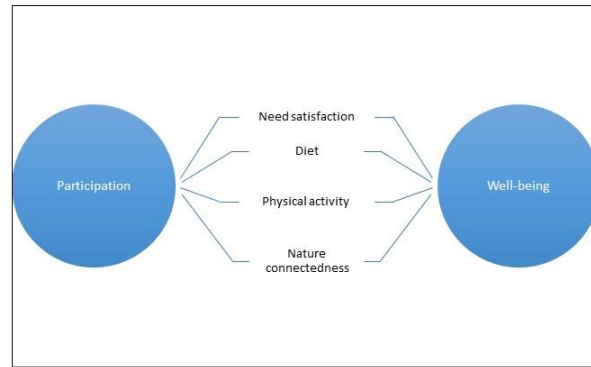 Need satisfaction
Diet
Participation
Well-being
Physical activity
Nature
connectedness